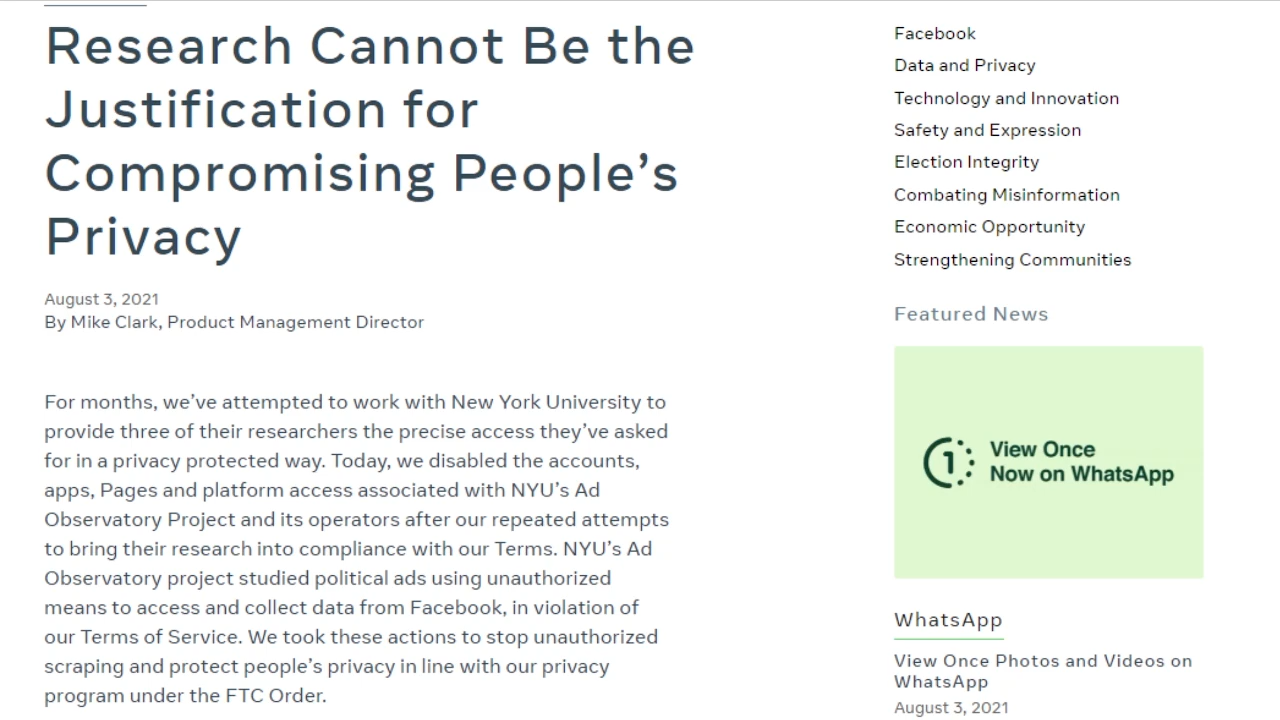 Research Cannot Be the
Justification for
Compromising People’s
Privacy
August 3, 2021
By Mike Clark, Product Management Director
For months, we’ve attempted to work with New York University to
provide three of their researchers the precise access they’ve asked
for in a privacy protected way. Today, we disabled the accounts,
apps, Pages and platform access associated with NYU’s Ad
Observatory Project and its operators after our repeated attempts
to bring their research into compliance with our Terms. NYU’s Ad
Observatory project studied political ads using unauthorized
means to access and collect data from Facebook, in violation of
our Terms of Service. We took these actions to stop unauthorized
scraping and protect people’s privacy in line with our privacy
program under the FTC Order.
Facebook
Data and Privacy
Technology and Innovation
Safety and Expression
Election Integrity
Combating Misinformation
Economic Opportunity
Strengthening Communities
Featured News
1
View Once
Now on WhatsApp
WhatsApp
View Once Photos and Videos on
WhatsApp
August 3, 2021